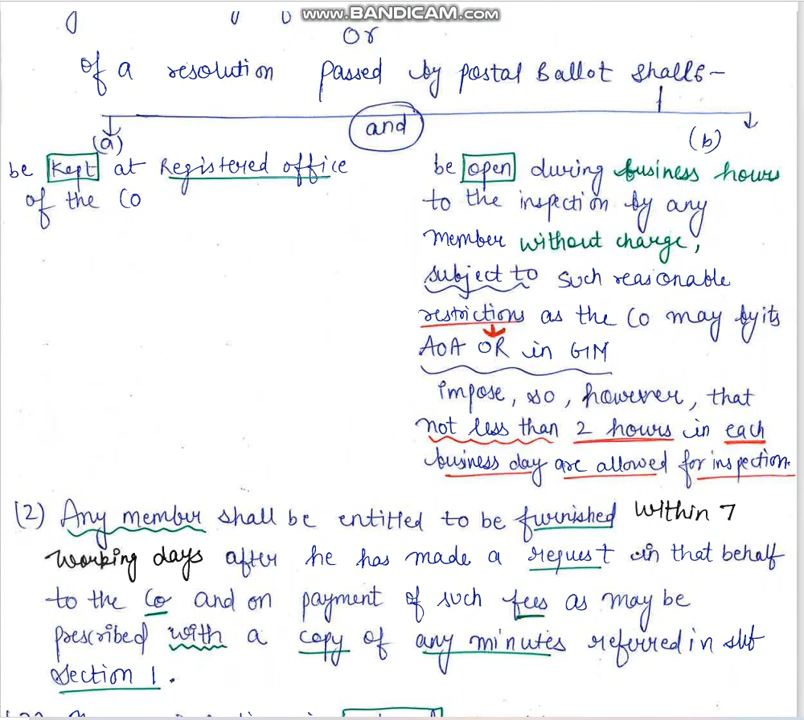 www.BANDICAM.com
Or
of a resolution passed by postal Ballot shall:-
and
(a)
be kept at Registered office
of the Co
(b)
be open during business hours
to the inspection by any
member without charge,
subject to such reasonable
restrictions as the Co may by its
AOA OR in GM
impose, so, however, that
not less than 2 hours in each
business day are allowed for inspection.
(2) Any member shall be entitled to be furnished within 7
working days after he has made a request in that behalf
to the Co and on payment of such fees as may be
prescribed with a copy of any minutes referred in sub
section 1.